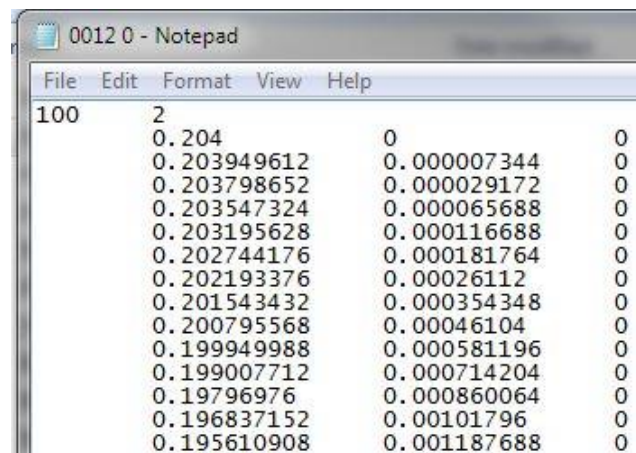 0012 0 - Notepad
File Edit Format View Help
100 2
0.204 0 0
0.203949612 0.000007344 0
0.203798652 0.000029172 0
0.203547324 0.000065688 0
0.203195628 0.000116688 0
0.202744176 0.000181764 0
0.202193376 0.00026112 0
0.201543432 0.000354348 0
0.200795568 0.00046104 0
0.199949988 0.000581196 0
0.199007712 0.000714204 0
0.19796976 0.000860064 0
0.196837152 0.00101796 0
0.195610908 0.001187688 0